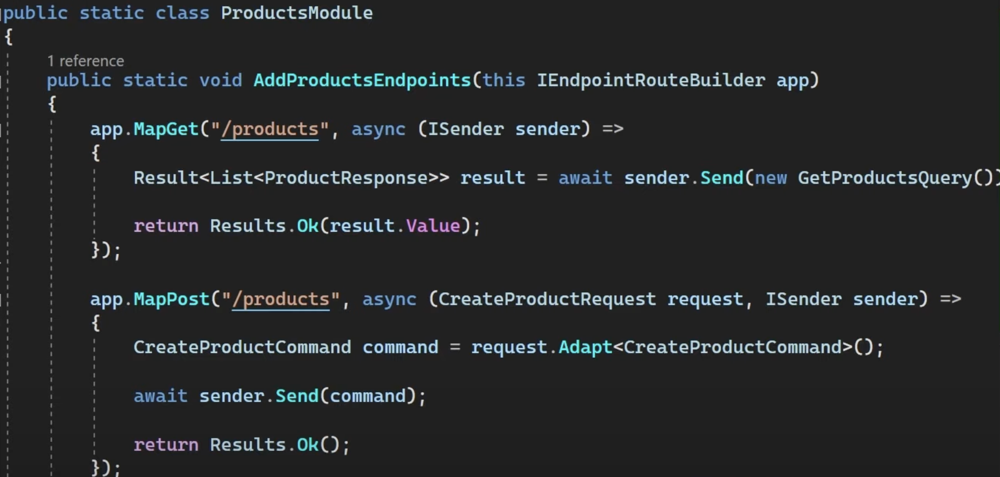 public static class ProductsModule
{
1 reference
public static void AddProductsEndpoints(this IEndpointRouteBuilder app)
{
app.MapGet("/products", async (ISender sender) =>
{
Result<List<ProductResponse>> result = await sender.Send(new GetProductsQuery())
return Results.Ok(result.Value);
});
app.MapPost("/products", async (CreateProductRequest request, ISender sender) =>
{
CreateProductCommand command = request.Adapt<CreateProductCommand>();
await sender.Send(command);
return Results.Ok();
});